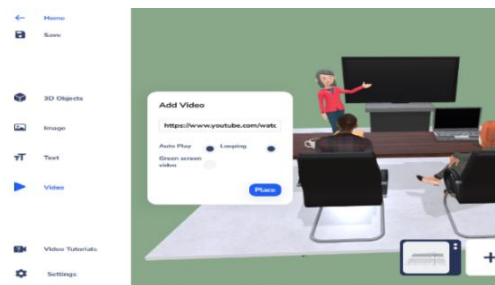 Home
Save
3D Objects
Image
Text
Video
Video Tutorials
Settings
Add Video
https://www.youtube.com/watc
Auto Play
Looping
Green screen
video
Place